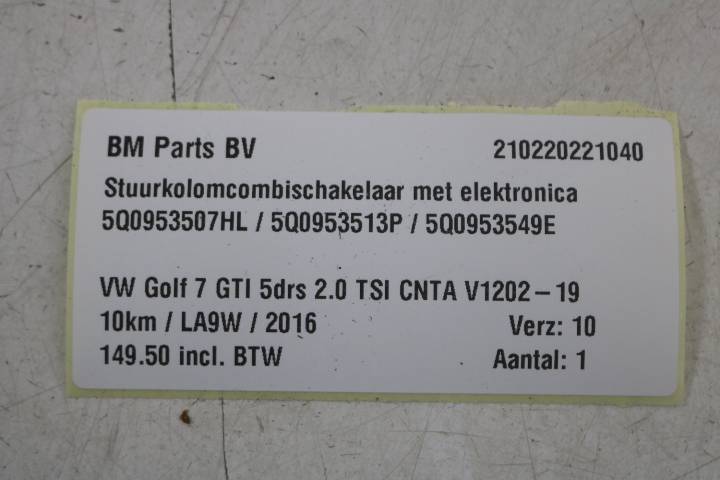 BM Parts BV 210220221040
Stuurkolomcombischakelaar met elektronica
5Q0953507HL / 5Q0953513P / 5Q0953549E
VW Golf 7 GTI 5drs 2.0 TSI CNTA V1202-19
10km / LA9W / 2016 Verz: 10
149.50 incl. BTW Aantal: 1